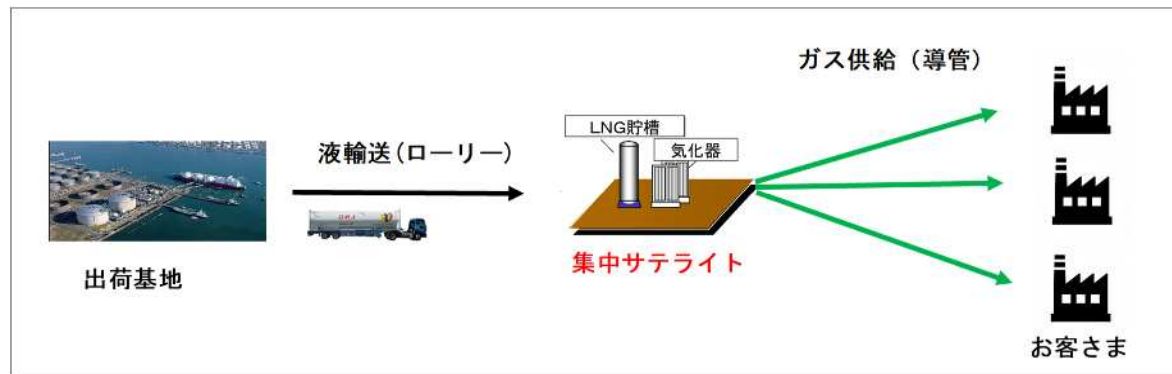 ガス供給（導管）
LNG貯槽
気化器
液輸送(ローリー)
集中サテライト
出荷基地
お客さま